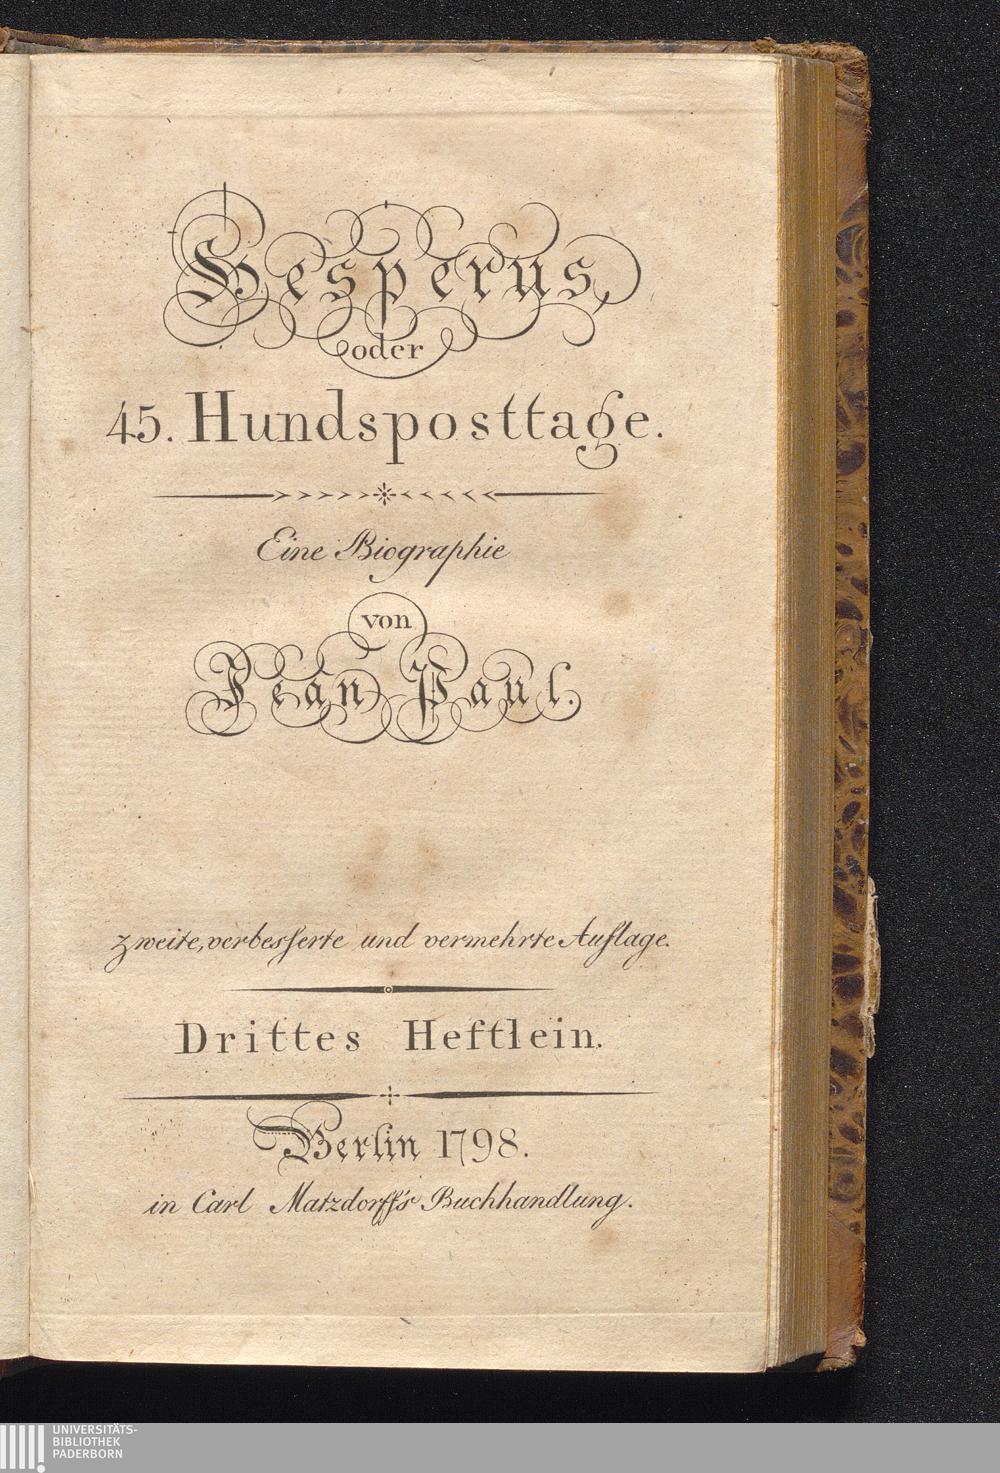 Hesperus,
oder
45. Hundsposttage.
Eine Biographie
von
Jean Paul.
zweite, verbesserte und vermehrte Auflage.
Drittes Heftlein.
Berlin 1798.
in Carl Matzdorff's Buchhandlung.
UNIVERSITÄTS-
BIBLIOTHEK
PADERBORN